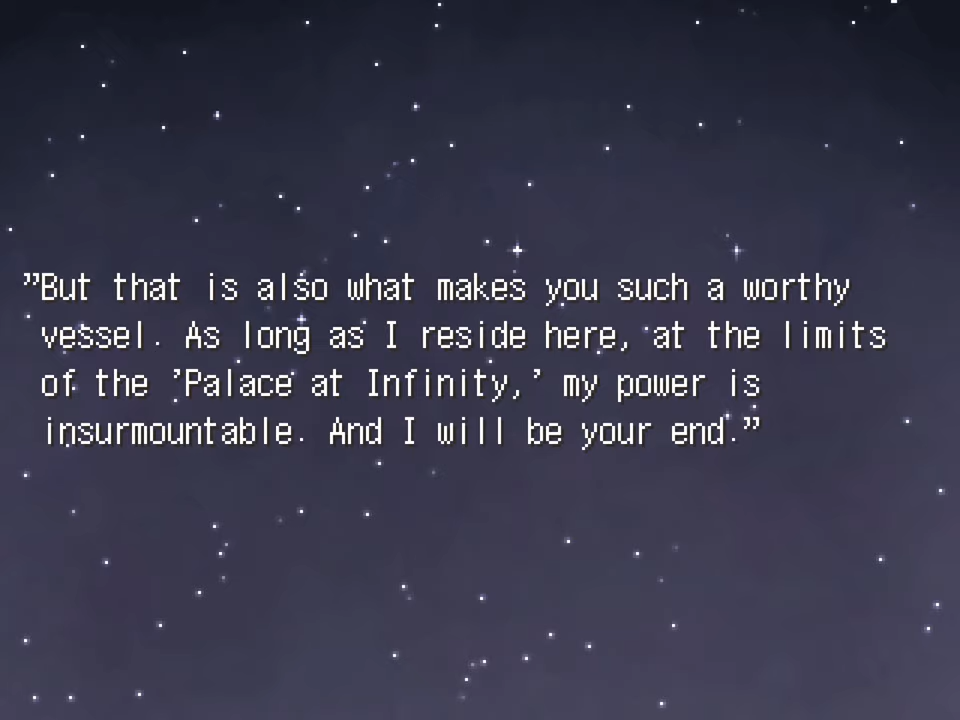 ”But that is also what makes you such a worthy
vessel. As long as I reside here, at the limits
of the ’Palace at Infinity,’ my power is
insurmountable. And I will be your end.”